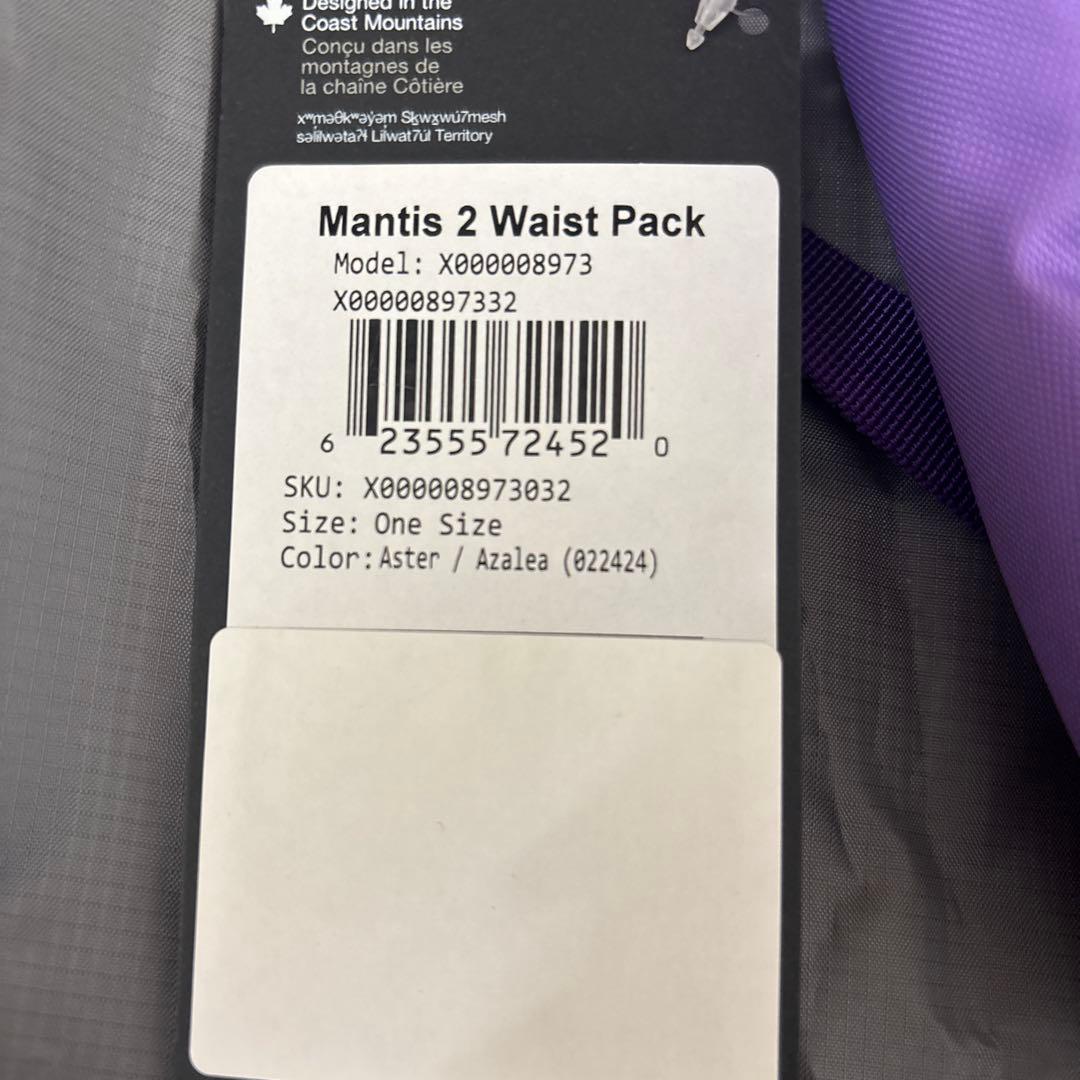 Designed in the
Coast Mountains
Conçu dans les
montagnes de
la chaîne Côtière
xʷməθkʷəy̓əm Sḵwx̱wú7mesh
səl̓ilwətaʔɬ Lil̓wat7úl Territory
Mantis 2 Waist Pack
Model: X000008973
X00000897332
6 23555 72452 0
SKU: X000008973032
Size: One Size
Color: Aster / Azalea (022424)